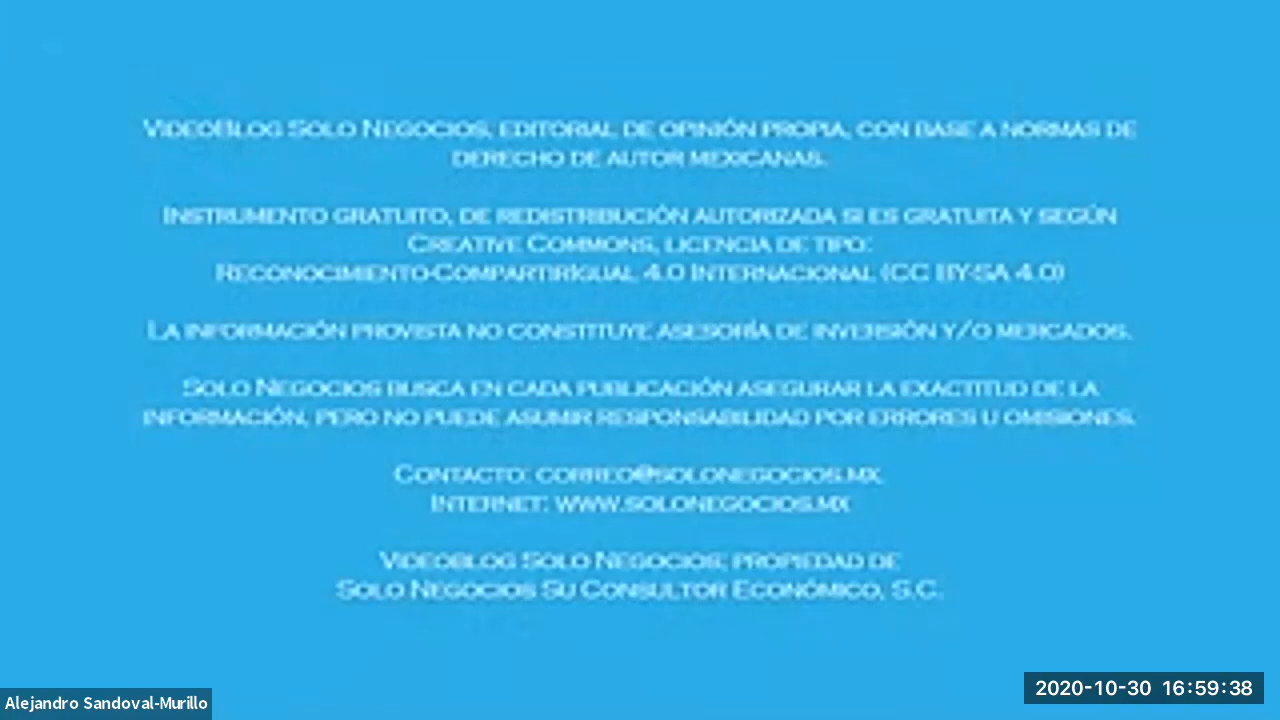 VideoBlog Solo Negocios, editorial de opinión propia, con base a normas de
derecho de autor mexicanas.
Instrumento gratuito, de redistribución autorizada si es gratuita y según
Creative Commons, licencia de tipo:
Reconocimiento-CompartirIgual 4.0 Internacional (CC BY-SA 4.0)
La información provista no constituye asesoría de inversión y/o mercados.
Solo Negocios busca en cada publicación asegurar la exactitud de la
información, pero no puede asumir responsabilidad por errores u omisiones.
Contacto: correo@solonegocios.mx
Internet: www.solonegocios.mx
Videoblog Solo Negocios; propiedad de
Solo Negocios Su Consultor Económico, S.C.
Alejandro Sandoval-Murillo
2020-10-30 16:59:38